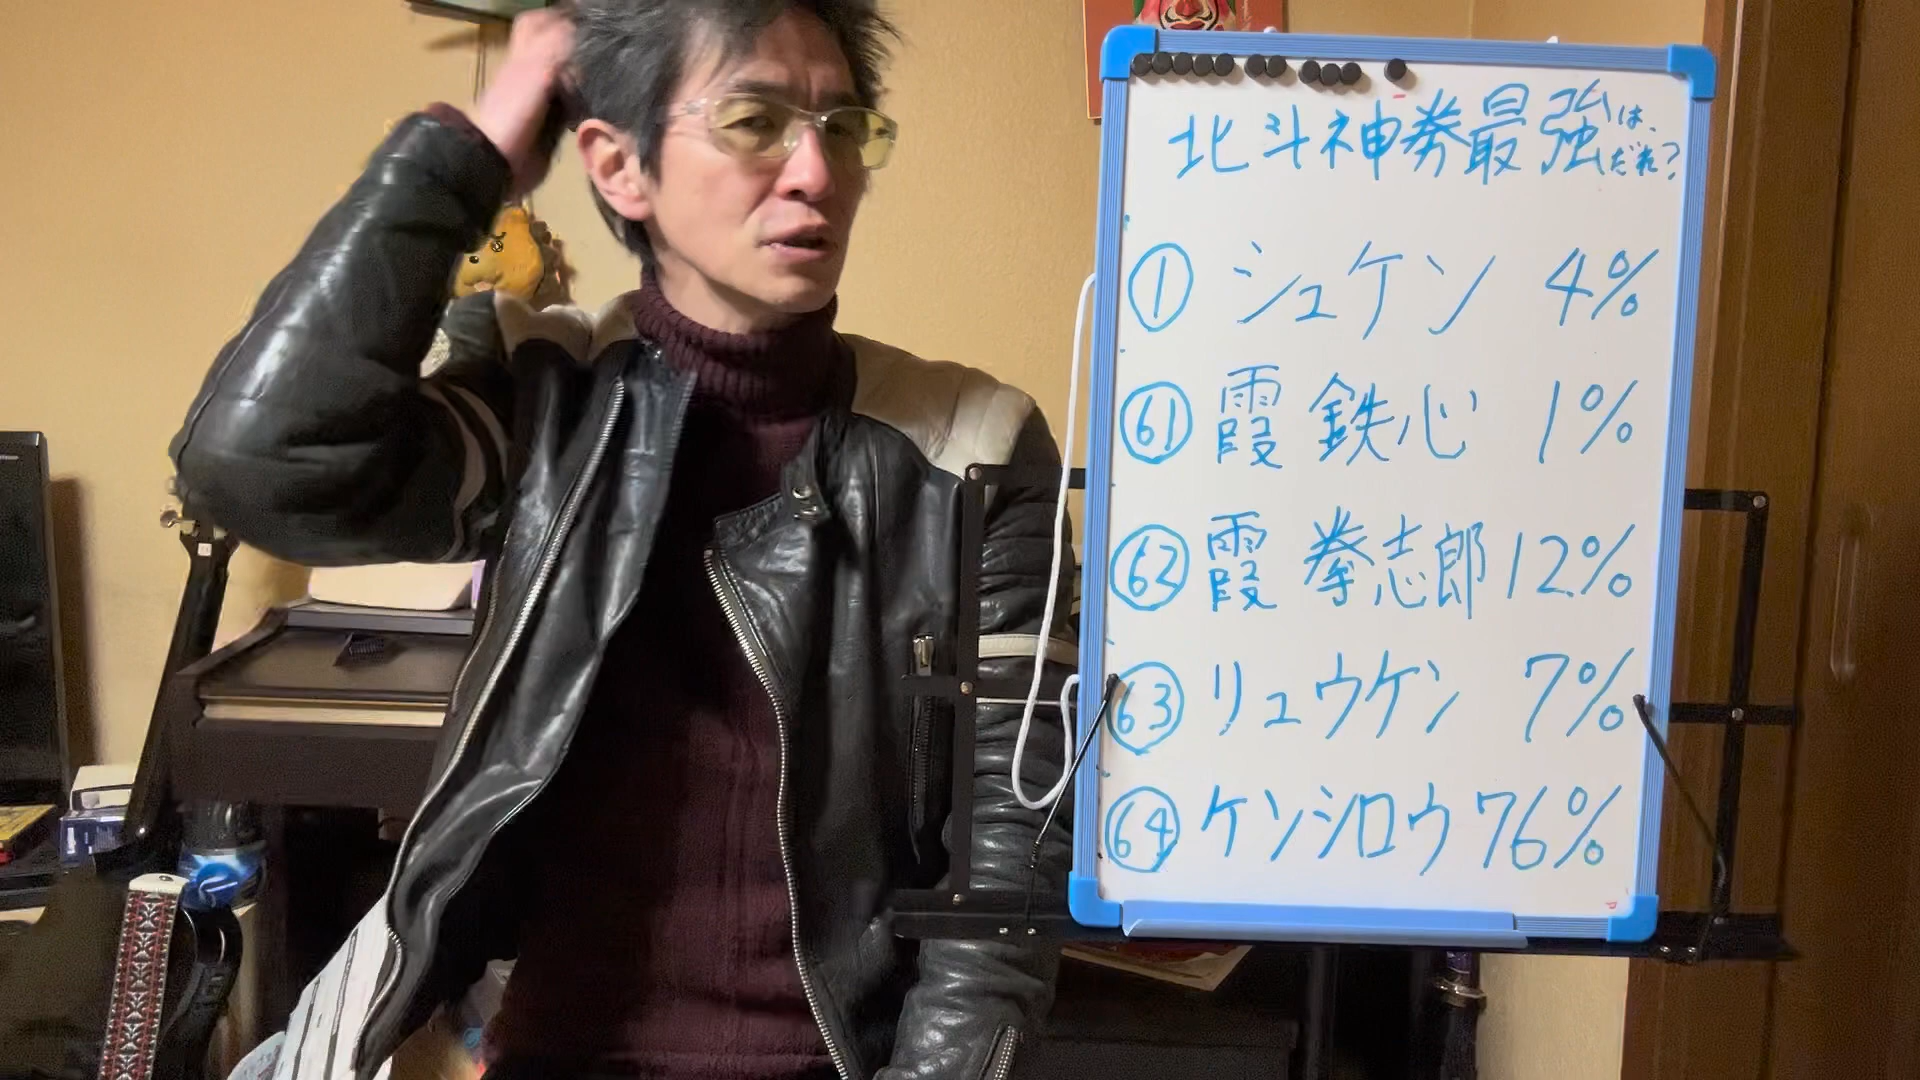 北斗神拳最強は、だれ?
① シュケン 4%
61 霞 鉄心 1%
62 霞 拳志郎 12%
63 リュウケン 7%
64 ケンシロウ 76%